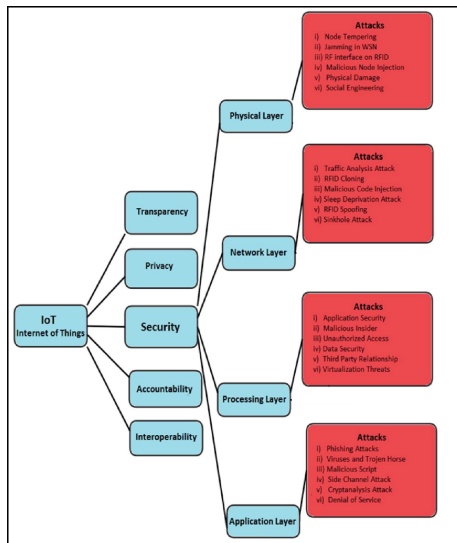 IoT
Internet of Things
Transparency
Privacy
Security
Accountability
Interoperability
Physical Layer
Network Layer
Processing Layer
Application Layer
Attacks
i) Node Tempering
ii) Jamming in WSN
iii) RF Interface on RFID
iv) Malicious Node Injection
v) Physical Damage
vi) Social Engineering
Attacks
i) Traffic Analysis Attack
ii) RFID Cloning
iii) Malicious Code Injection
iv) Sleep Deprivation Attack
v) RFID Spoofing
vi) Sinkhole Attack
Attacks
i) Application Security
ii) Malicious Insider
iii) Unauthorized Access
iv) Data Security
v) Third Party Relationship
vi) Virtualization Threats
Attacks
i) Phishing Attacks
ii) Viruses and Trojen Horse
iii) Malicious Script
iv) Side Channel Attack
v) Cryptanalysis Attack
vi) Denial of Service